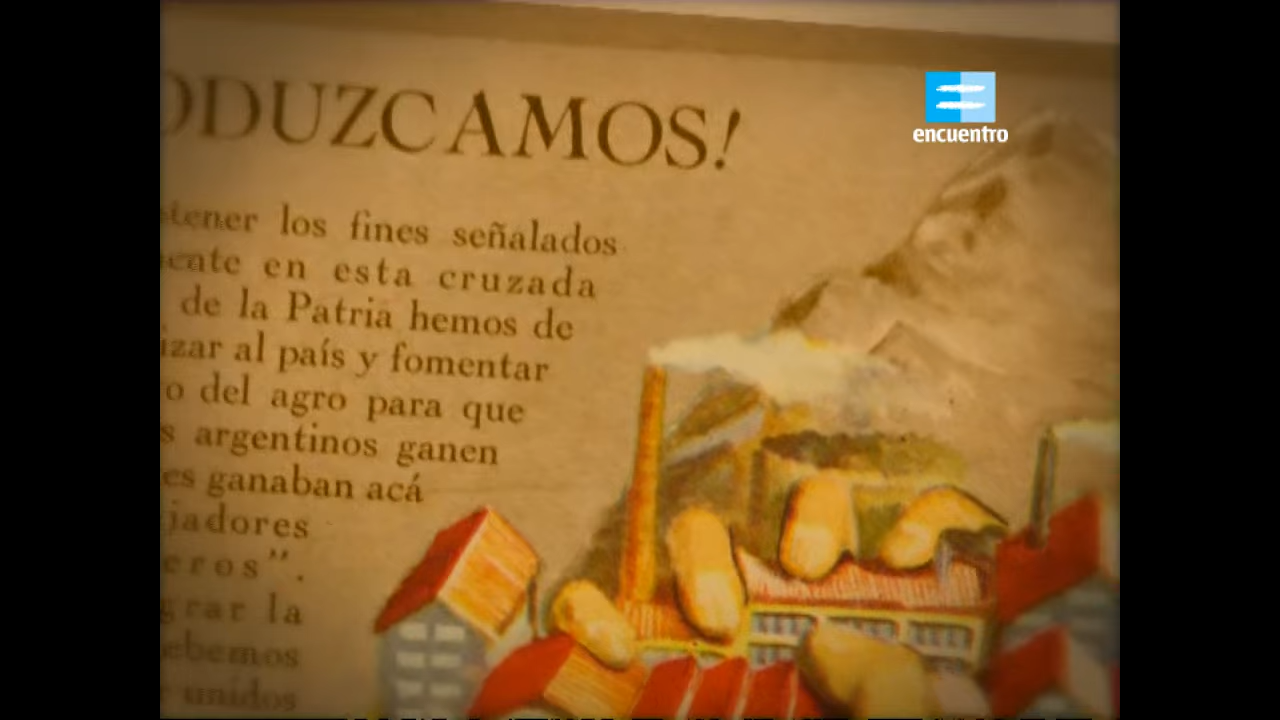 ODUZCAMOS!
encuentro
tener los fines señalados
ente en esta cruzada
de la Patria hemos de
izar al país y fomentar
o del agro para que
s argentinos ganen
es ganaban acá
jadores
eros".
grar la
ebemos
unidos